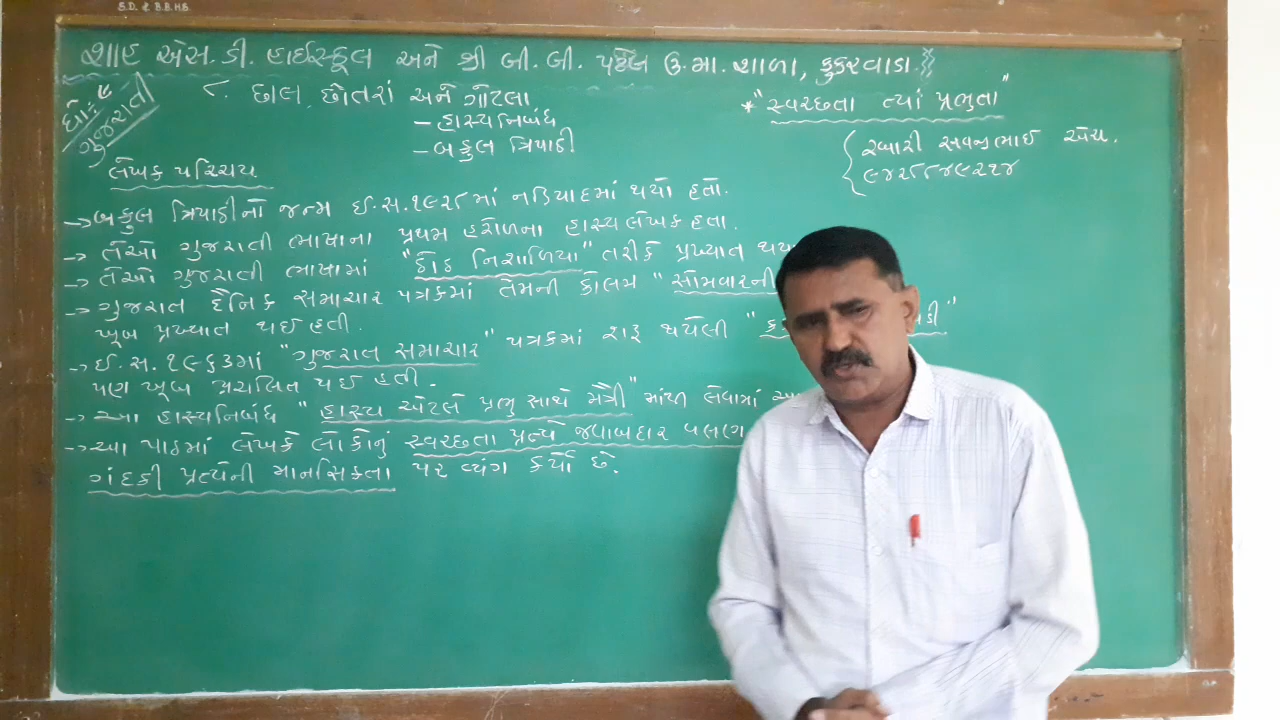 S.D. & B.B.H.S.
શાહ એસ.ડી. હાઈસ્કૂલ અને શ્રી બી.બી. પટેલ ઉ.મા. શાળા, કુકરવાડા.
ધો:૯
ગુજરાતી
૮. છાલ, છોતરાં અને ગોટલા
- હાસ્યનિબંધ
- બકુલ ત્રિપાઠી
* "સ્વચ્છતા ત્યાં પ્રભુતા"
રબારી
એચ.
લેખક પરિચય
→ બકુલ ત્રિપાઠીનો જન્મ ઈ.સ.૧૯૨૮માં નડિયાદમાં થયો હતો.
→ તેઓ ગુજરાતી ભાષાના પ્રથમ હરોળના હાસ્ય લેખક હતા.
→ તેઓ ગુજરાતી ભાષામાં "ઠોઠ નિશાળિયા" તરીકે પ્રખ્યાત
→ ગુજરાત દૈનિક સમાચાર પત્રકમાં તેમની કોલમ "સોમવારની
ખૂબ પ્રખ્યાત થઈ હતી.
→ ઈ.સ.૧૯૬૩માં "ગુજરાત સમાચાર" પત્રકમાં શરૂ થયેલી "
પણ ખૂબ પ્રચલિત થઈ હતી.
→ આ હાસ્યનિબંધ "હાસ્ય એટલે પ્રભુ સાથે મૈત્રી" માંથી લેવામાં
→ આ પાઠમાં લેખકે લોકોનું સ્વચ્છતા પ્રત્યે જવાબદાર વલણ
ગંદકી પ્રત્યેની માનસિકતા પર વ્યંગ કર્યો છે.